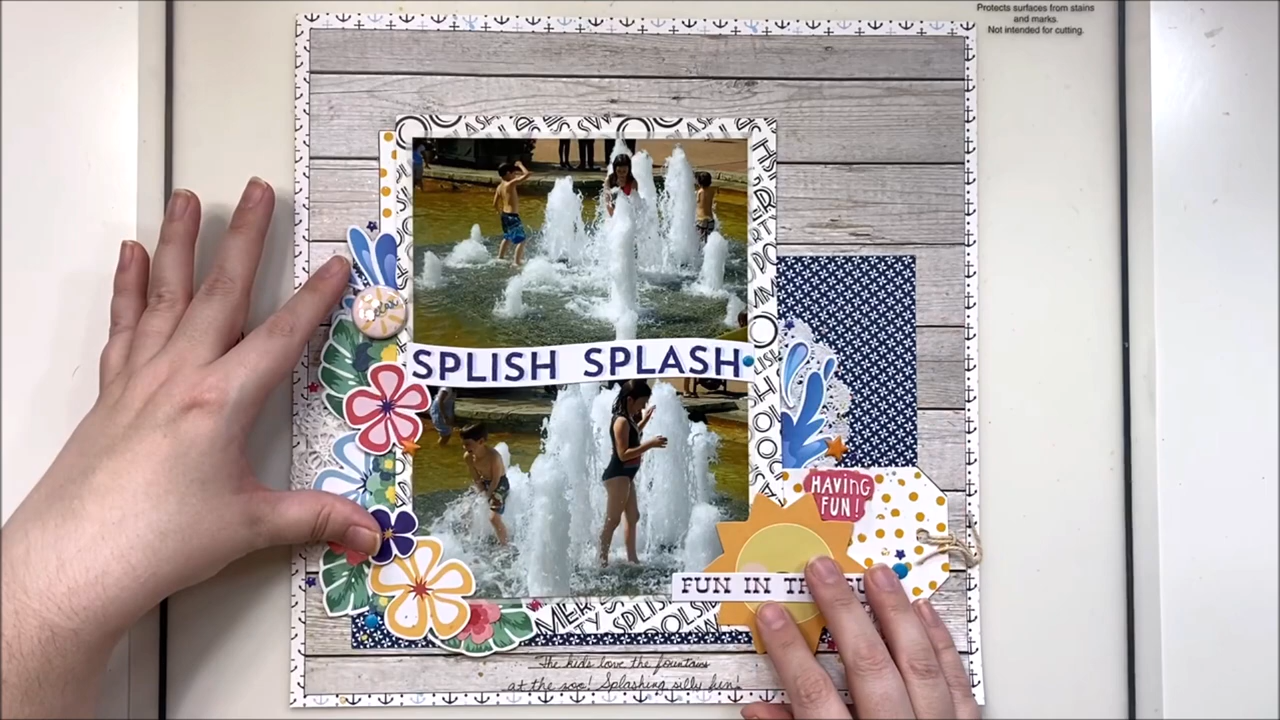 Protects surfaces from stains
and marks.
Not intended for cutting.
relax
SPLISH SPLASH
HAVING
FUN!
FUN IN
The kids love the fountains
at the zoo! Splashing silly fun!